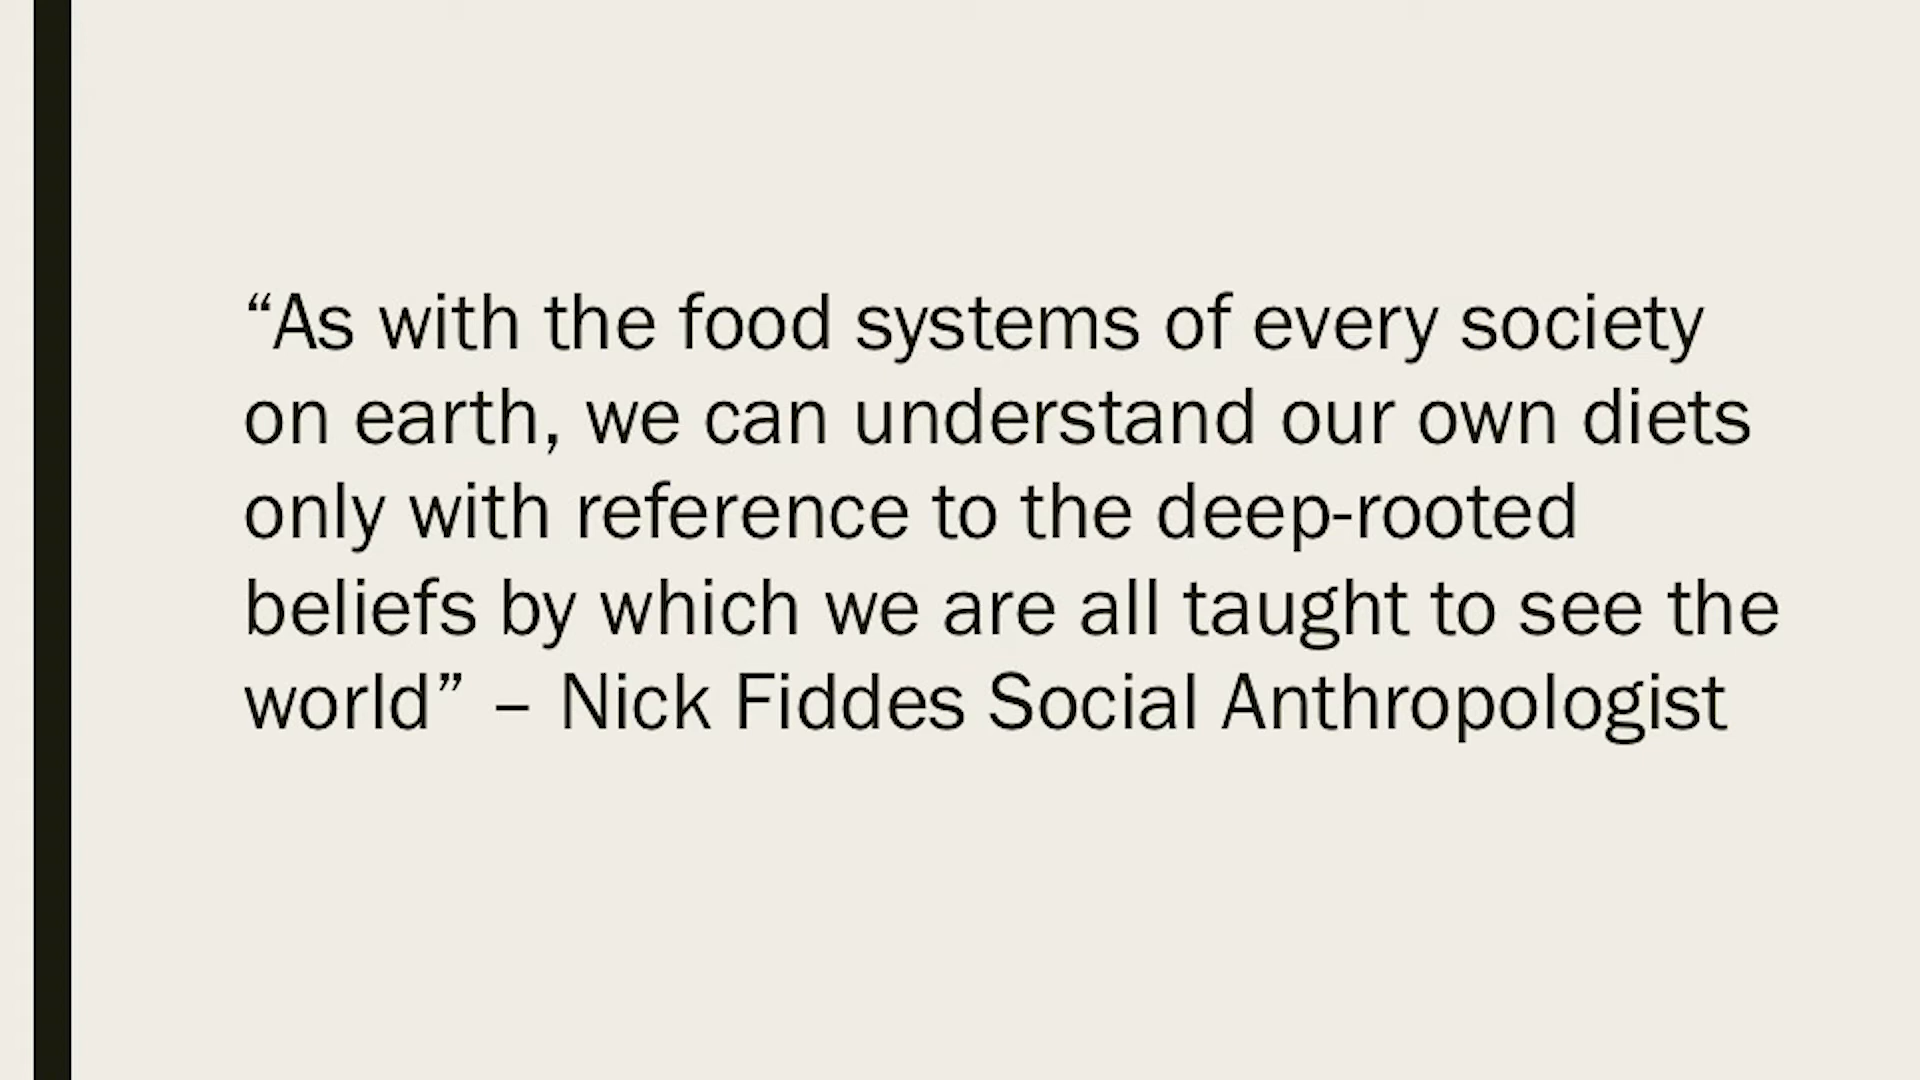 “As with the food systems of every society
on earth, we can understand our own diets
only with reference to the deep-rooted
beliefs by which we are all taught to see the
world” – Nick Fiddes Social Anthropologist